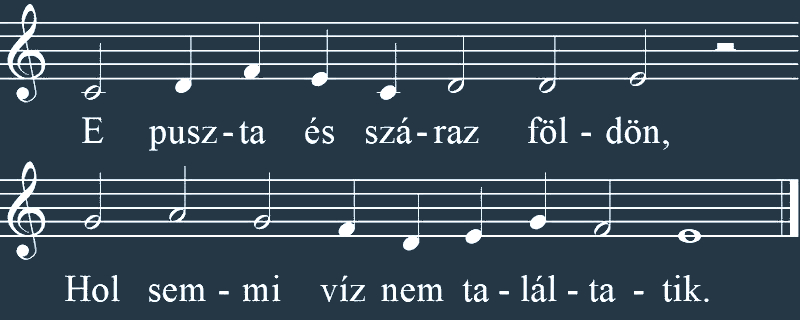 E pusz-ta és szá-raz föl - dön,
Hol sem - mi víz nem ta - lál - ta - tik.